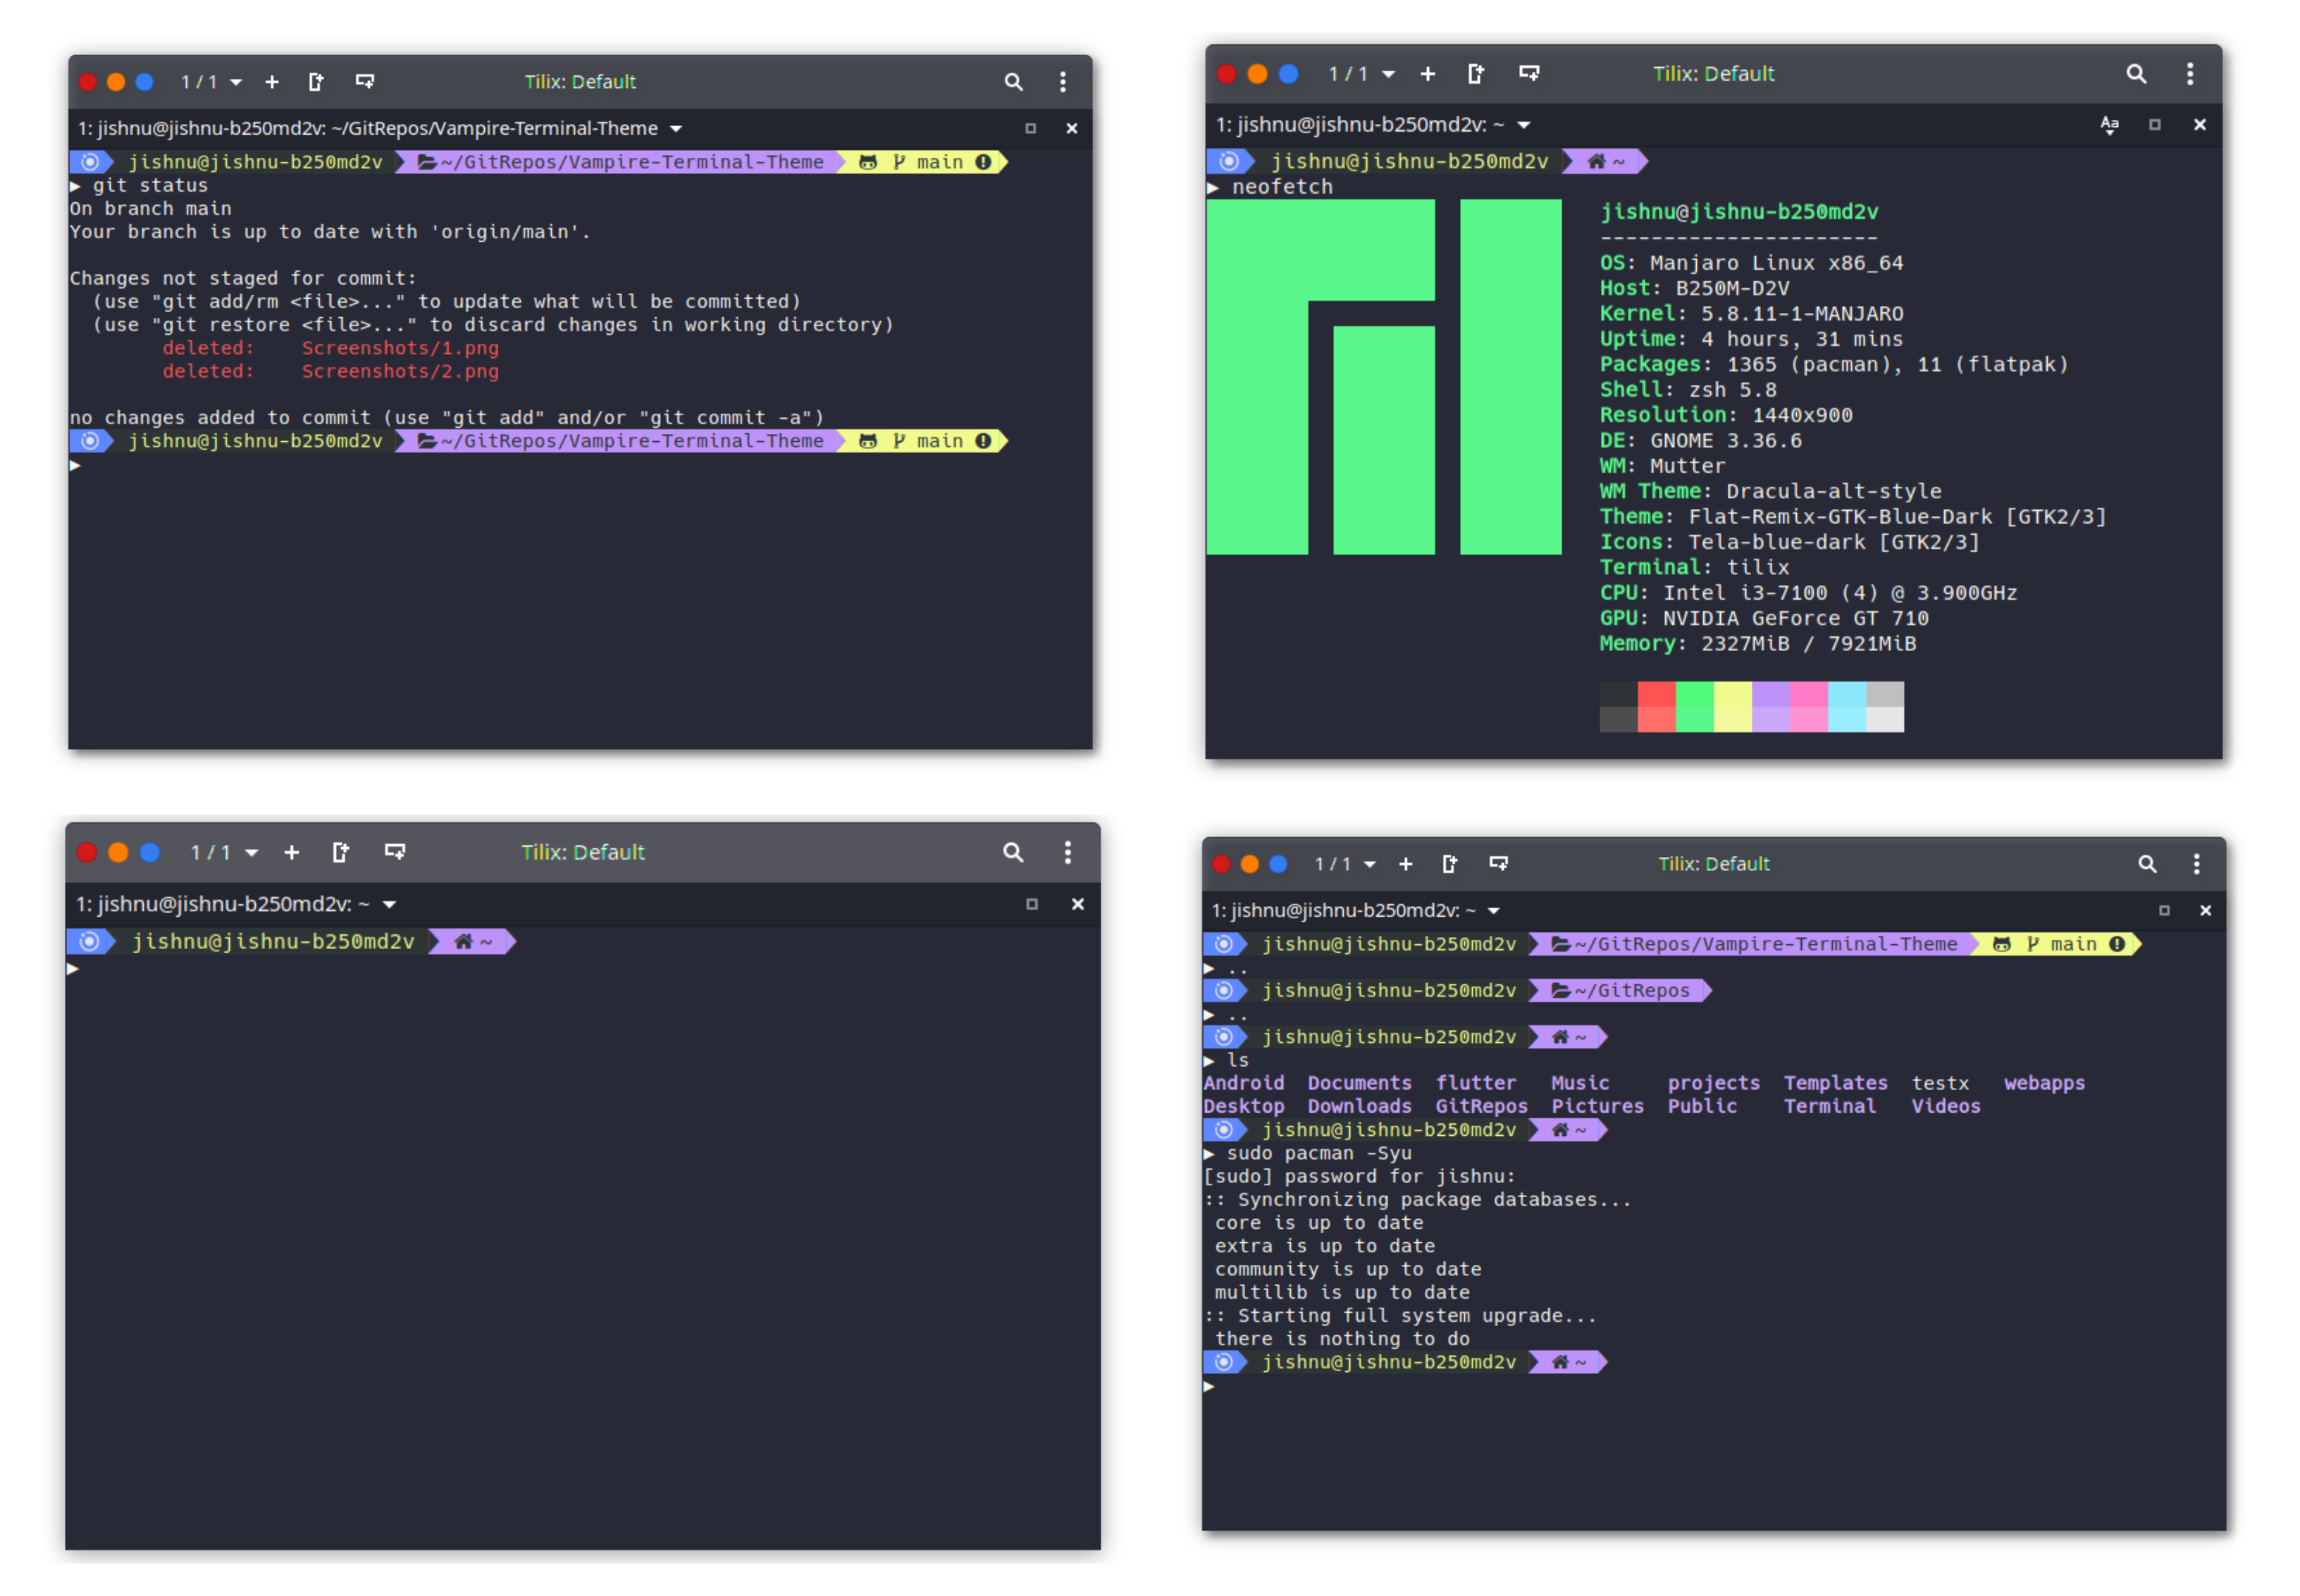 1 / 1
Tilix: Default
1: jishnu@jishnu-b250md2v: ~/GitRepos/Vampire-Terminal-Theme
jishnu@jishnu-b250md2v ~/GitRepos/Vampire-Terminal-Theme main
▶ git status
On branch main
Your branch is up to date with 'origin/main'.
Changes not staged for commit:
(use "git add/rm <file>..." to update what will be committed)
(use "git restore <file>..." to discard changes in working directory)
deleted: Screenshots/1.png
deleted: Screenshots/2.png
no changes added to commit (use "git add" and/or "git commit -a")
jishnu@jishnu-b250md2v ~/GitRepos/Vampire-Terminal-Theme main
▶
1 / 1
Tilix: Default
1: jishnu@jishnu-b250md2v: ~
Aa
jishnu@jishnu-b250md2v ~
▶ neofetch
jishnu@jishnu-b250md2v
----------------------
OS: Manjaro Linux x86_64
Host: B250M-D2V
Kernel: 5.8.11-1-MANJARO
Uptime: 4 hours, 31 mins
Packages: 1365 (pacman), 11 (flatpak)
Shell: zsh 5.8
Resolution: 1440x900
DE: GNOME 3.36.6
WM: Mutter
WM Theme: Dracula-alt-style
Theme: Flat-Remix-GTK-Blue-Dark [GTK2/3]
Icons: Tela-blue-dark [GTK2/3]
Terminal: tilix
CPU: Intel i3-7100 (4) @ 3.900GHz
GPU: NVIDIA GeForce GT 710
Memory: 2327MiB / 7921MiB
1 / 1
Tilix: Default
1: jishnu@jishnu-b250md2v: ~
jishnu@jishnu-b250md2v ~
▶
1 / 1
Tilix: Default
1: jishnu@jishnu-b250md2v: ~
jishnu@jishnu-b250md2v ~/GitRepos/Vampire-Terminal-Theme main
▶ ..
jishnu@jishnu-b250md2v ~/GitRepos
▶ ..
jishnu@jishnu-b250md2v ~
▶ ls
Android Documents flutter Music projects Templates testx webapps
Desktop Downloads GitRepos Pictures Public Terminal Videos
jishnu@jishnu-b250md2v ~
▶ sudo pacman -Syu
[sudo] password for jishnu:
:: Synchronizing package databases...
core is up to date
extra is up to date
community is up to date
multilib is up to date
:: Starting full system upgrade...
there is nothing to do
jishnu@jishnu-b250md2v ~
▶